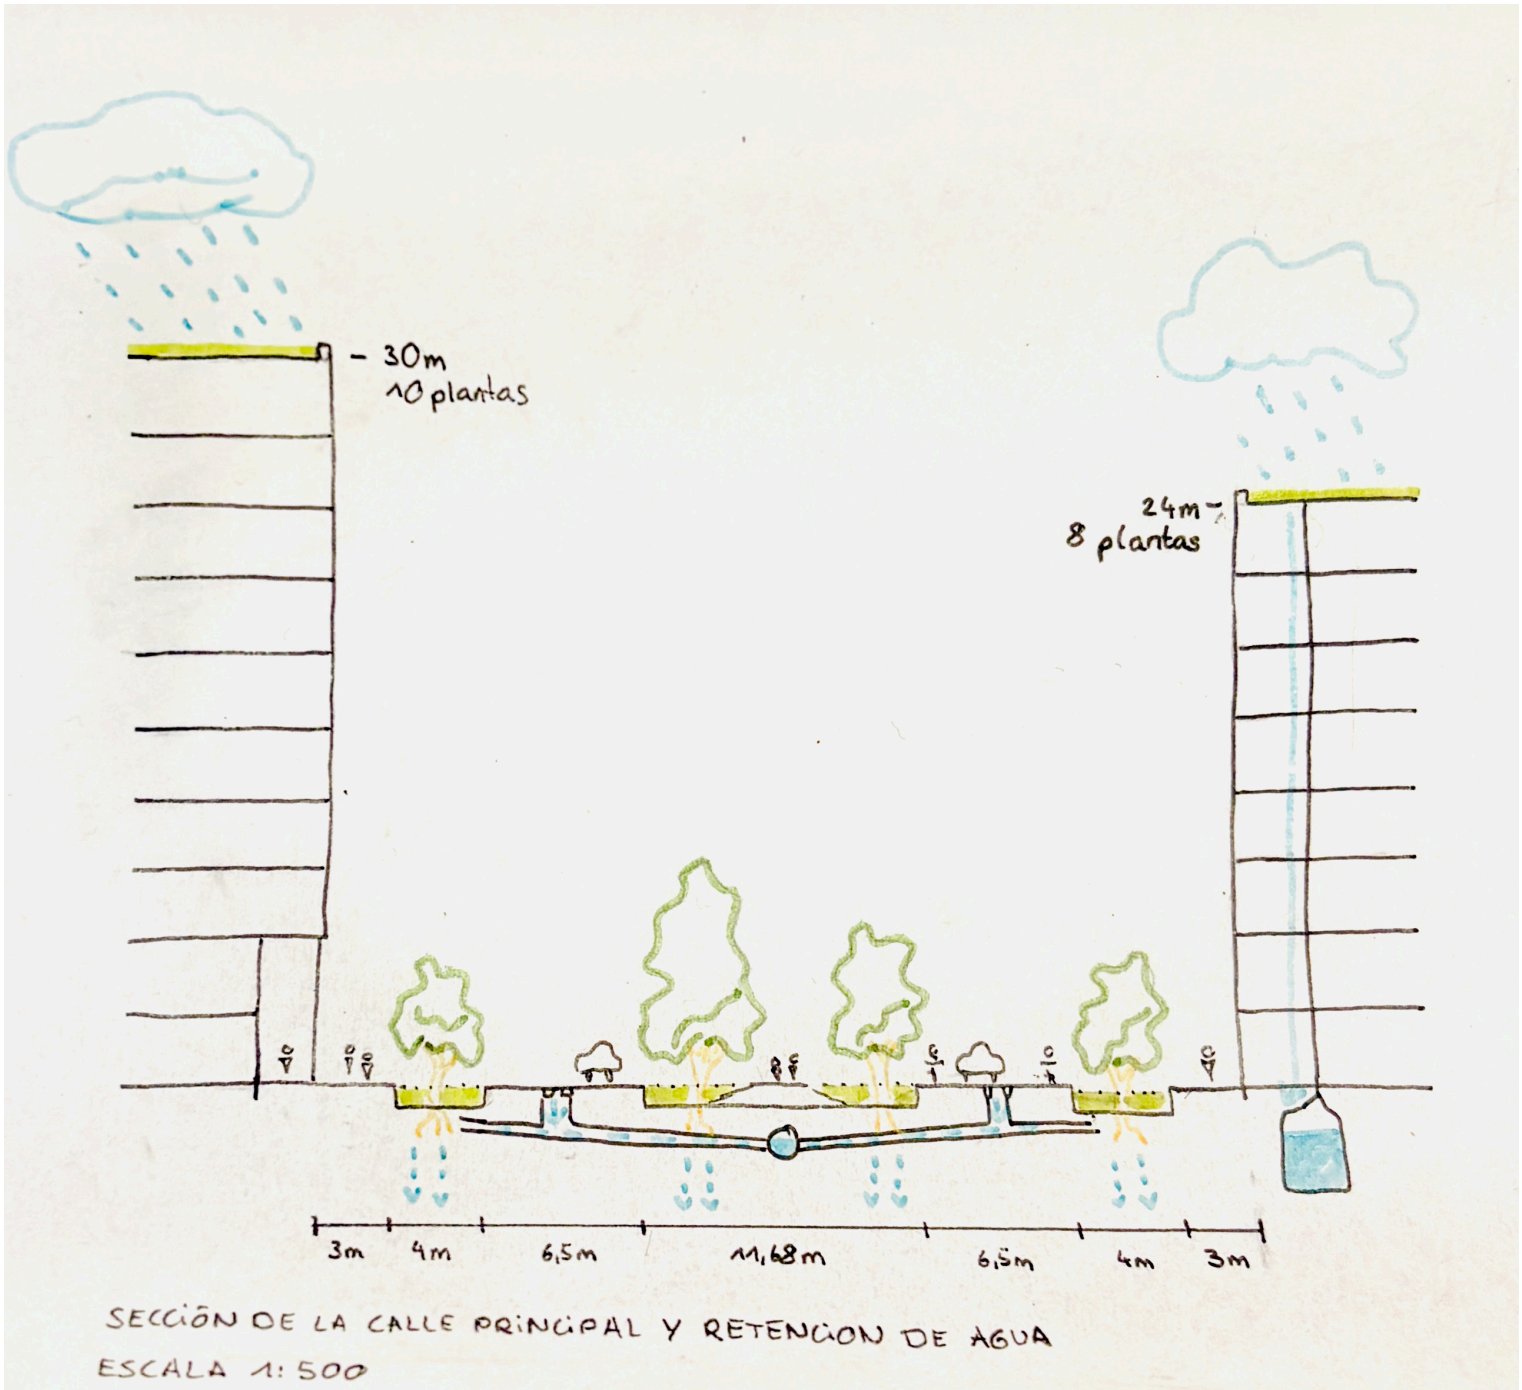 - 30m
10 plantas
24m -
8 plantas
3m 4m 6,5m 11,68m 6,5m 4m 3m
SECCIÓN DE LA CALLE PRINCIPAL Y RETENCION DE AGUA
ESCALA 1:500